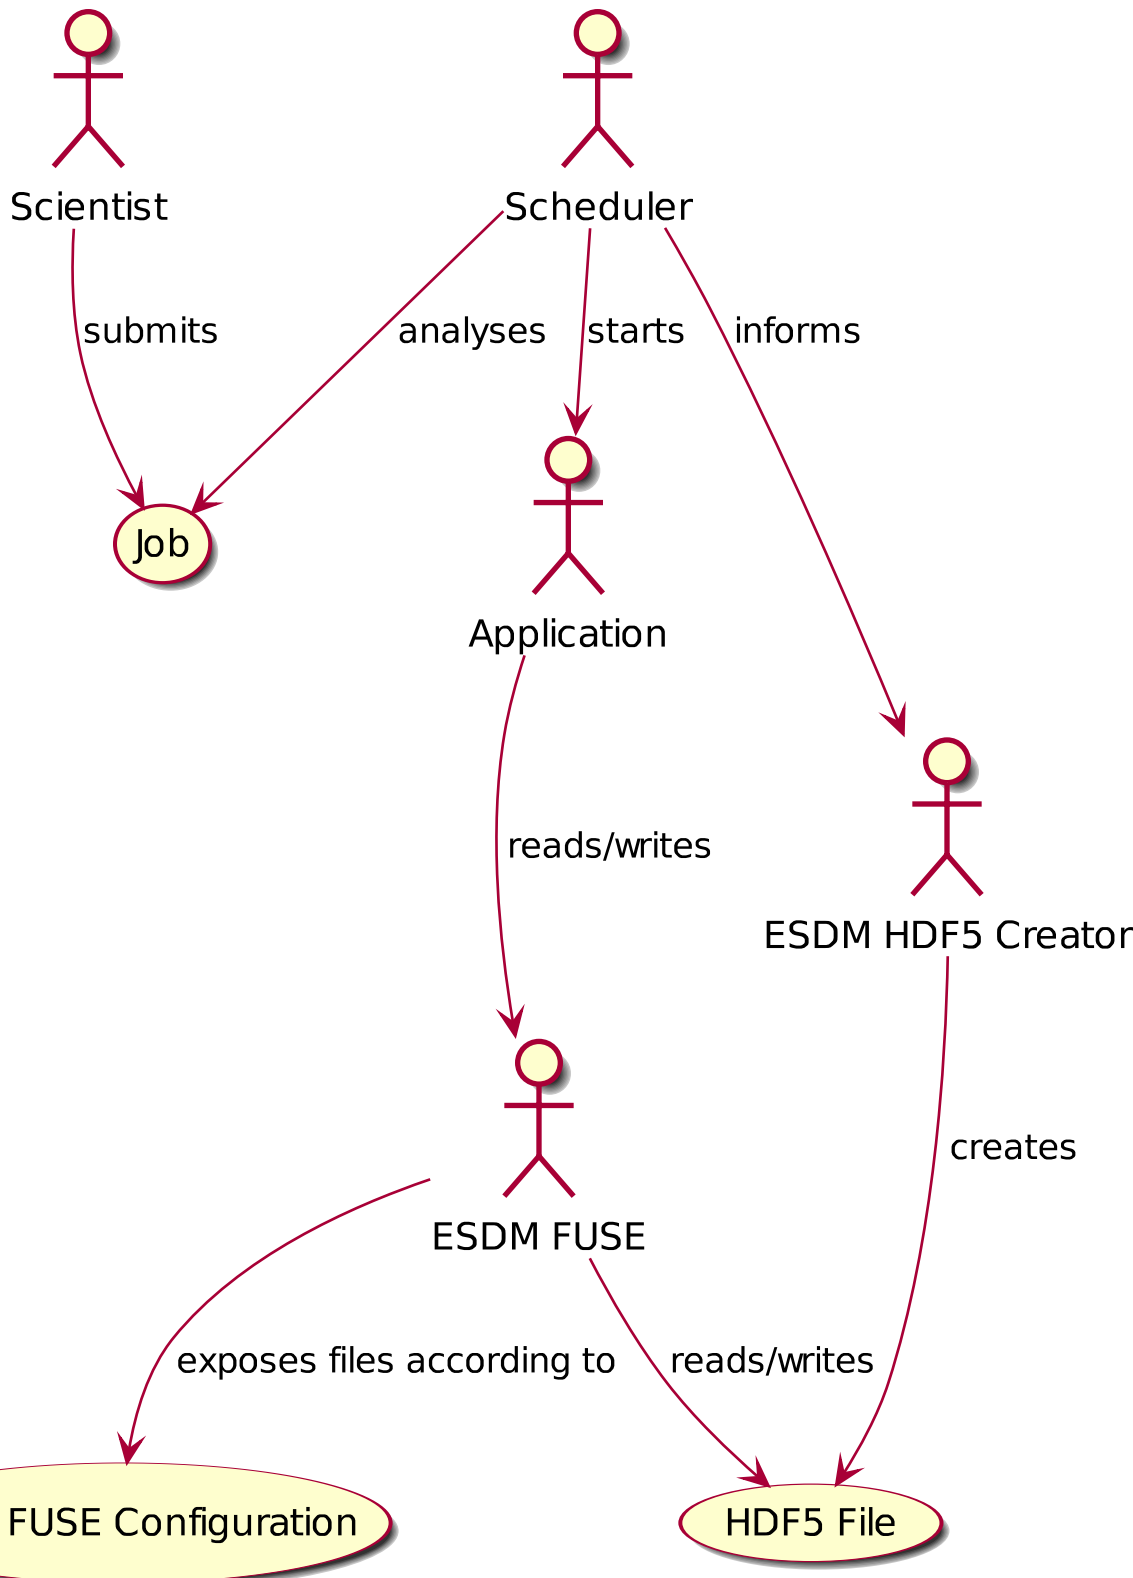 Scientist
Scheduler
submits
analyses
starts
informs
Job
Application
reads/writes
ESDM HDF5 Creator
creates
ESDM FUSE
exposes files according to
reads/writes
FUSE Configuration
HDF5 File